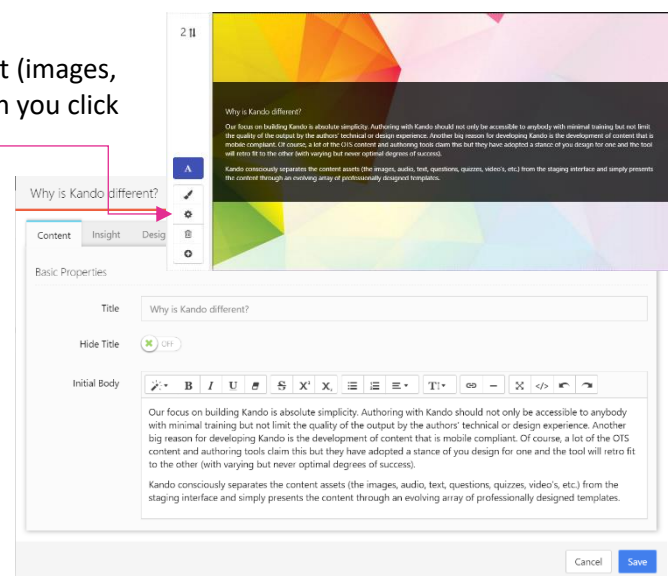 2
t (images,
n you click
Why is Kando different?
Our focus on building Kando is absolute simplicity. Authoring with Kando should not only be accessible to anybody with minimal training but not limit
the quality of the output by the authors' technical or design experience. Another big reason for developing Kando is the development of content that is
mobile compliant. Of course, a lot of the OTS content and authoring tools claim this but they have adopted a stance of you design for one and the tool
will retro fit to the other (with varying but never optimal degrees of success).
Kando consciously separates the content assets (the images, audio, text, questions, quizzes, video's, etc.) from the staging interface and simply presents
the content through an evolving array of professionally designed templates.
A
Why is Kando different?
Content Insight Desig
Basic Properties
Title Why is Kando different?
Hide Title OFF
Initial Body B I U S X² X, T
Our focus on building Kando is absolute simplicity. Authoring with Kando should not only be accessible to anybody
with minimal training but not limit the quality of the output by the authors' technical or design experience. Another
big reason for developing Kando is the development of content that is mobile compliant. Of course, a lot of the OTS
content and authoring tools claim this but they have adopted a stance of you design for one and the tool will retro fit
to the other (with varying but never optimal degrees of success).
Kando consciously separates the content assets (the images, audio, text, questions, quizzes, video's, etc.) from the
staging interface and simply presents the content through an evolving array of professionally designed templates.
Cancel Save